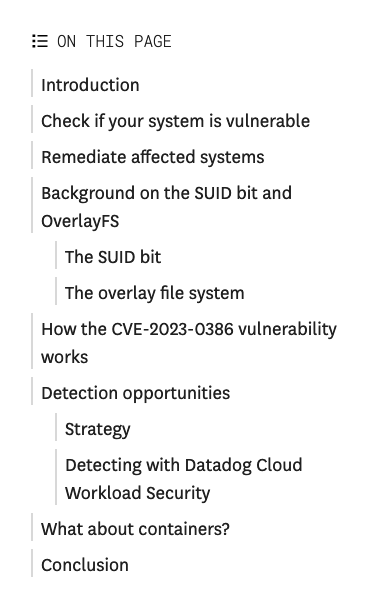 ON THIS PAGE
Introduction
Check if your system is vulnerable
Remediate affected systems
Background on the SUID bit and
OverlayFS
The SUID bit
The overlay file system
How the CVE-2023-0386 vulnerability
works
Detection opportunities
Strategy
Detecting with Datadog Cloud
Workload Security
What about containers?
Conclusion